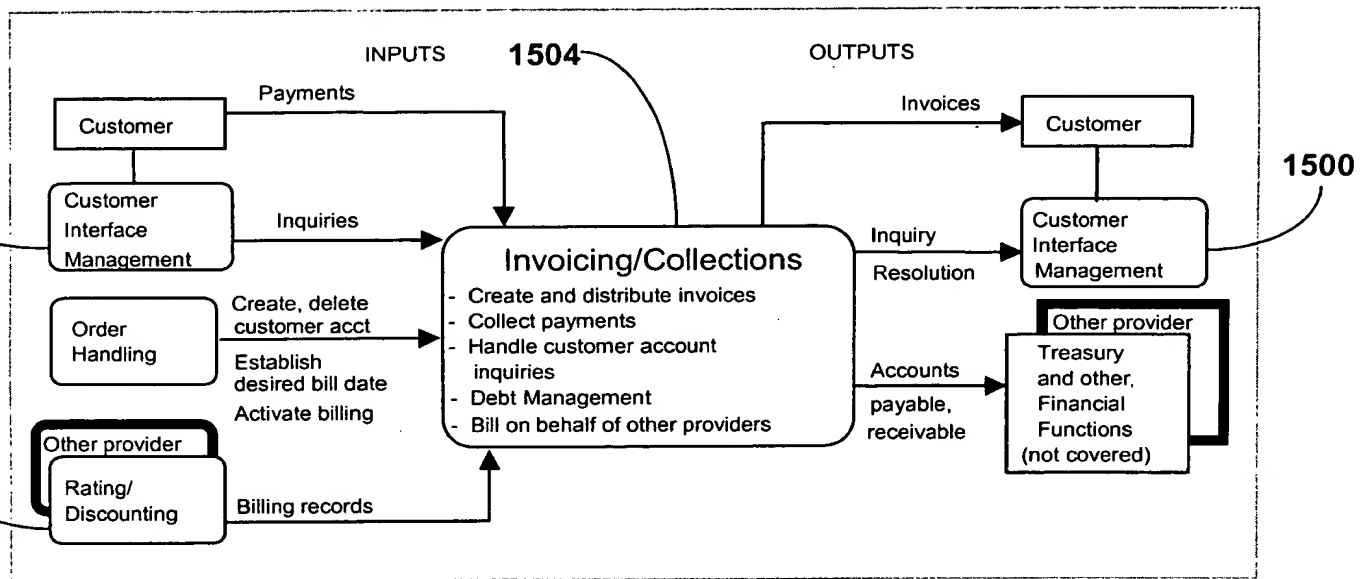 INPUTS
1504
OUTPUTS
Payments
Customer
Customer
Interface
Management
Inquiries
Order
Handling
Create, delete
customer acct
Establish
desired bill date
Activate billing
Other provider
Rating/
Discounting
Billing records
Invoicing/Collections
- Create and distribute invoices
- Collect payments
- Handle customer account
inquiries
- Debt Management
- Bill on behalf of other providers
Invoices
Customer
1500
Inquiry
Resolution
Customer
Interface
Management
Accounts
payable,
receivable
Other provider
Treasury
and other,
Financial
Functions
(not covered)